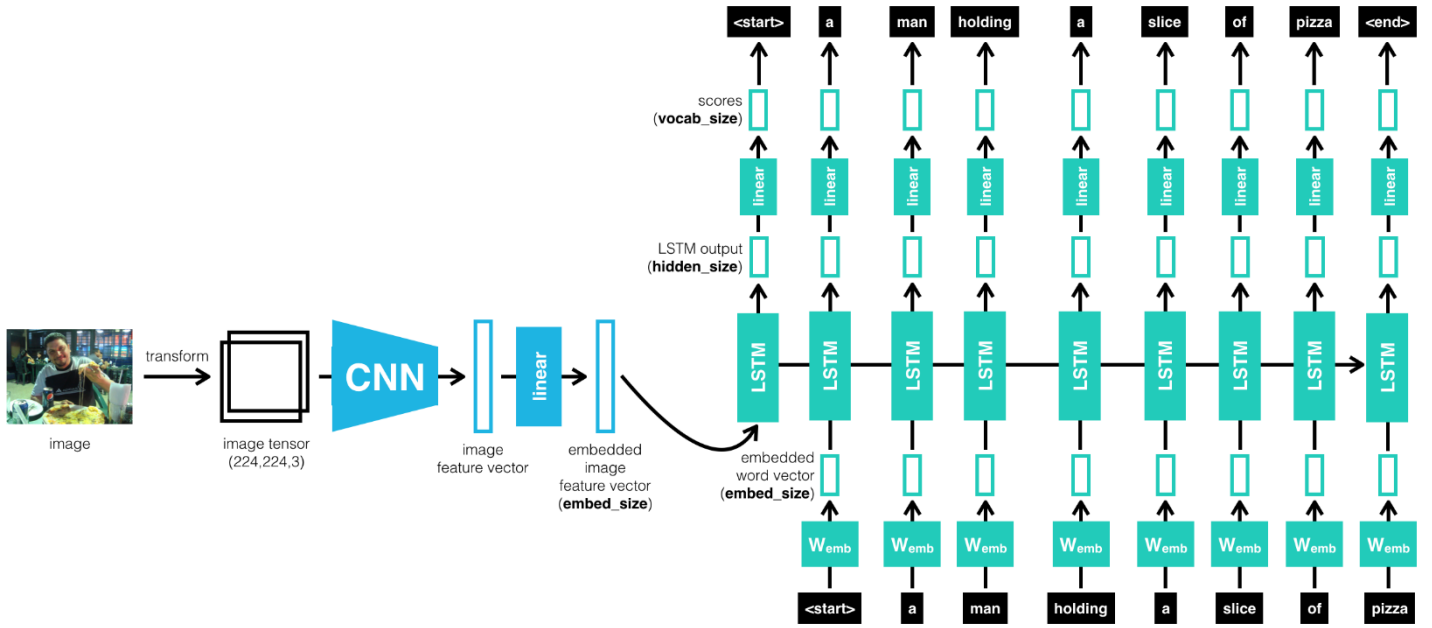 <start> a man holding a slice of pizza <end>
scores
(vocab_size)
linear linear linear linear linear linear linear linear linear
LSTM output
(hidden_size)
transform
CNN
linear
LSTM LSTM LSTM LSTM LSTM LSTM LSTM LSTM LSTM
image
image tensor
(224,224,3)
image
feature vector
embedded
image
feature vector
(embed_size)
embedded
word vector
(embed_size)
Wemb Wemb Wemb Wemb Wemb Wemb Wemb Wemb
<start> a man holding a slice of pizza